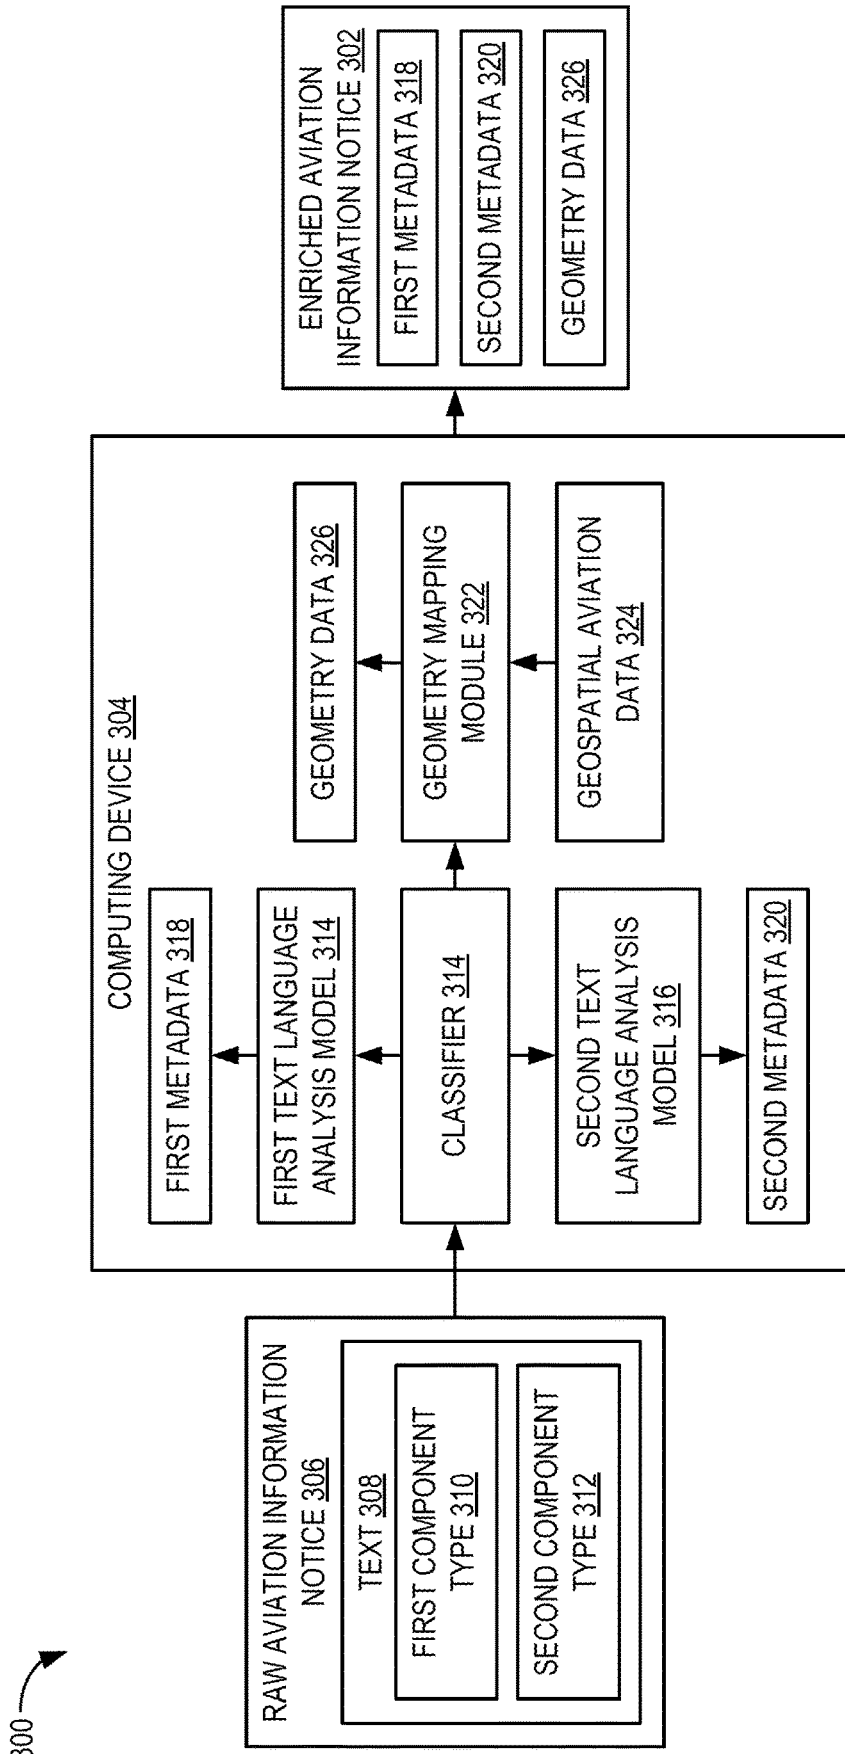 300
RAW AVIATION INFORMATION
NOTICE 306
TEXT 308
FIRST COMPONENT
TYPE 310
SECOND COMPONENT
TYPE 312
COMPUTING DEVICE 304
FIRST METADATA 318
FIRST TEXT LANGUAGE
ANALYSIS MODEL 314
CLASSIFIER 314
SECOND TEXT
LANGUAGE ANALYSIS
MODEL 316
SECOND METADATA 320
GEOMETRY DATA 326
GEOMETRY MAPPING
MODULE 322
GEOSPATIAL AVIATION
DATA 324
ENRICHED AVIATION
INFORMATION NOTICE 302
FIRST METADATA 318
SECOND METADATA 320
GEOMETRY DATA 326